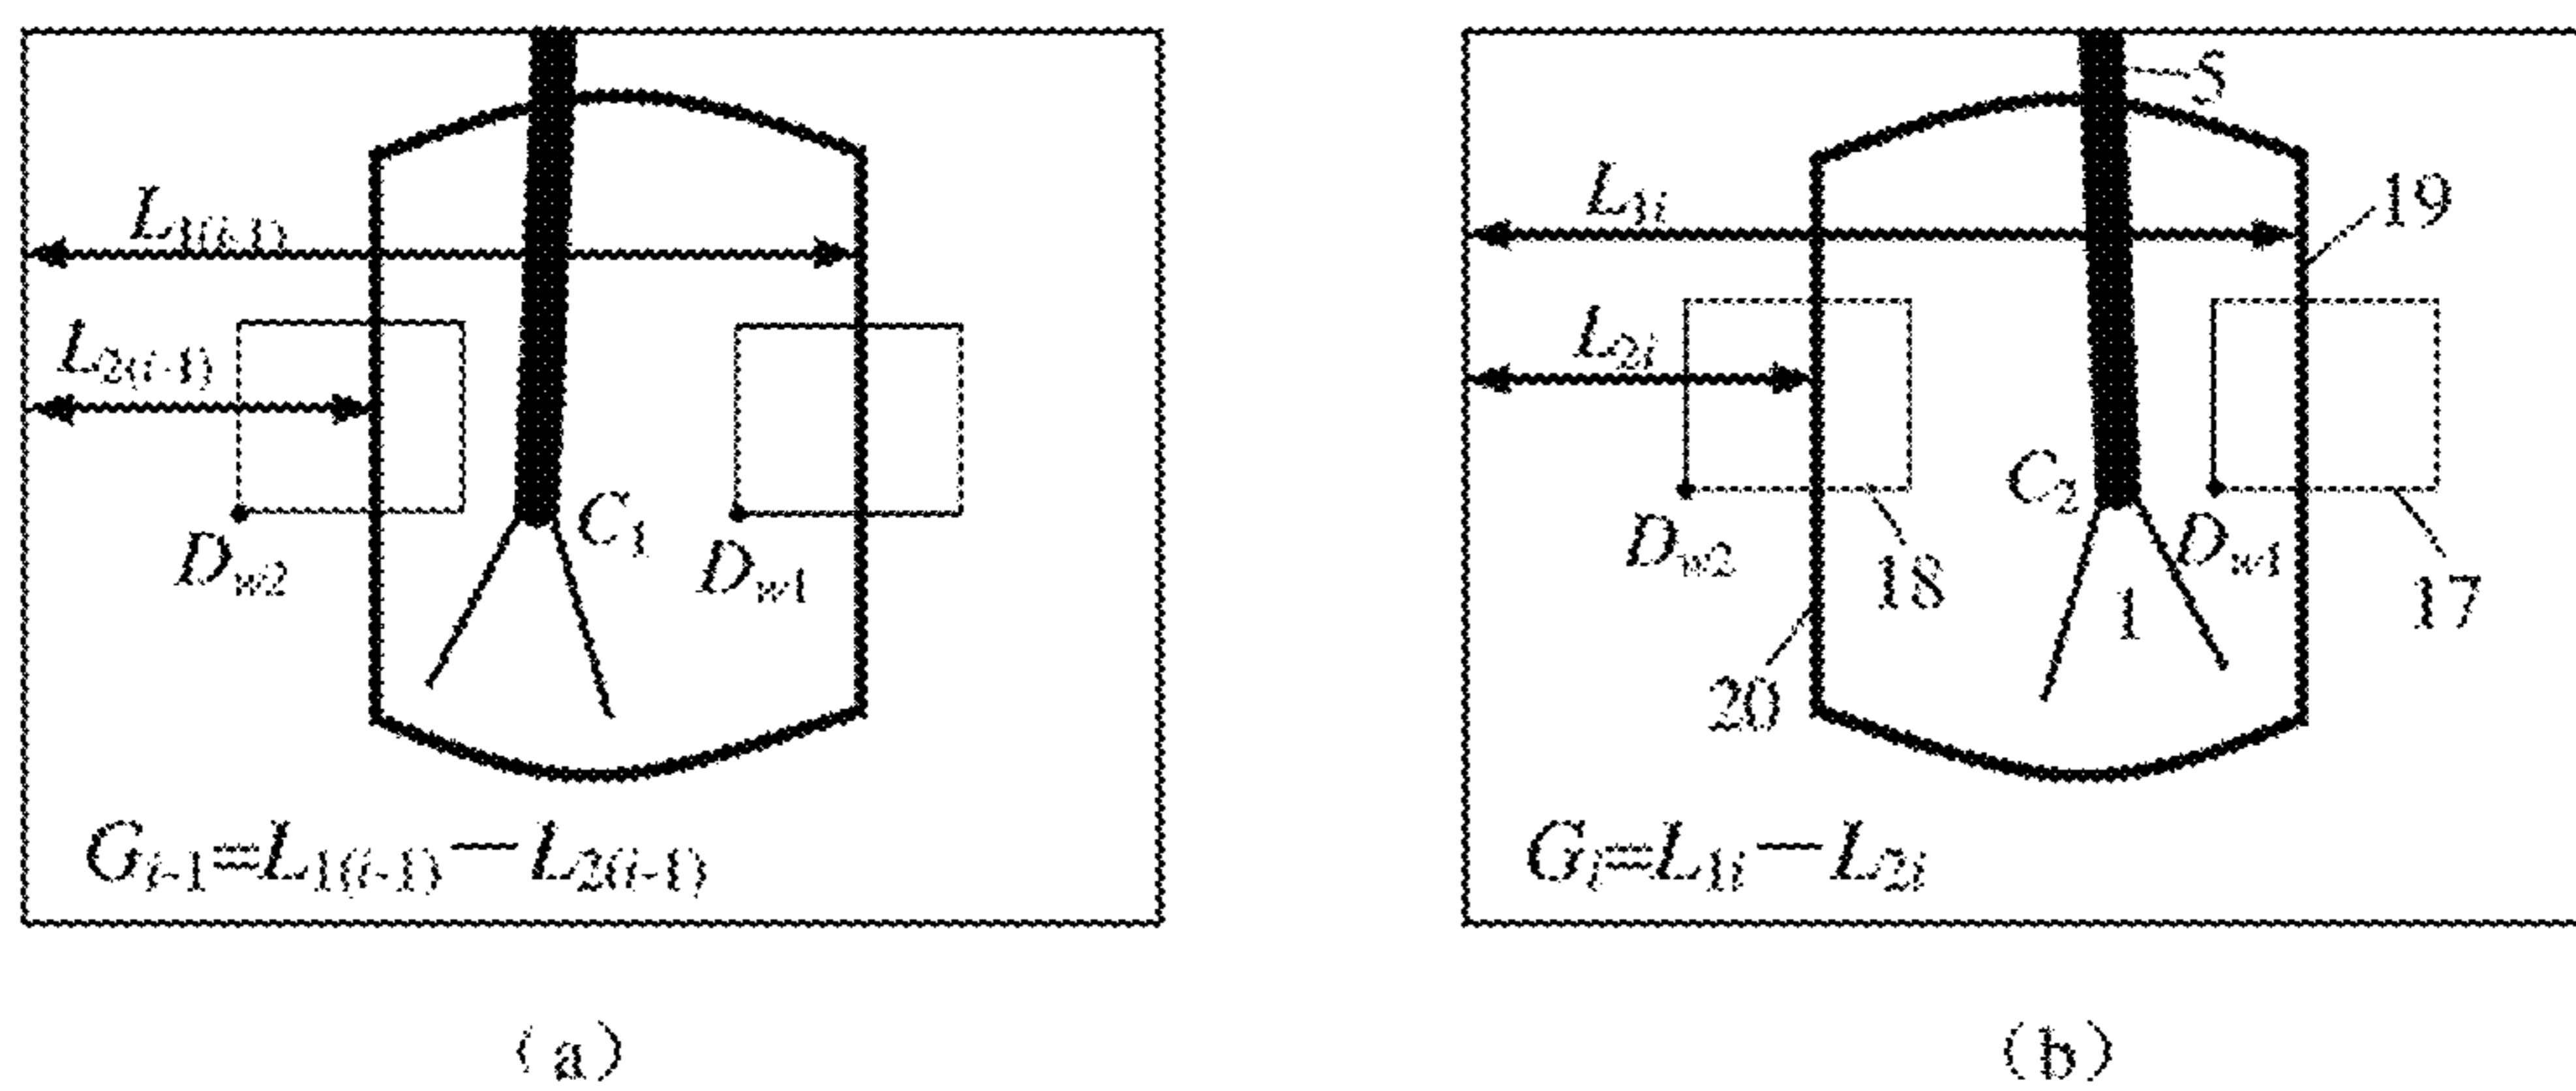 L1(i-1)
L2(i-1)
C1
Dw2
Dw1
Gi-1=L1(i-1)—L2(i-1)
(a)
5
L1i
19
L2i
C2
Dw2
18
Dw1
17
1
20
Gi=L1i—L2i
(b)